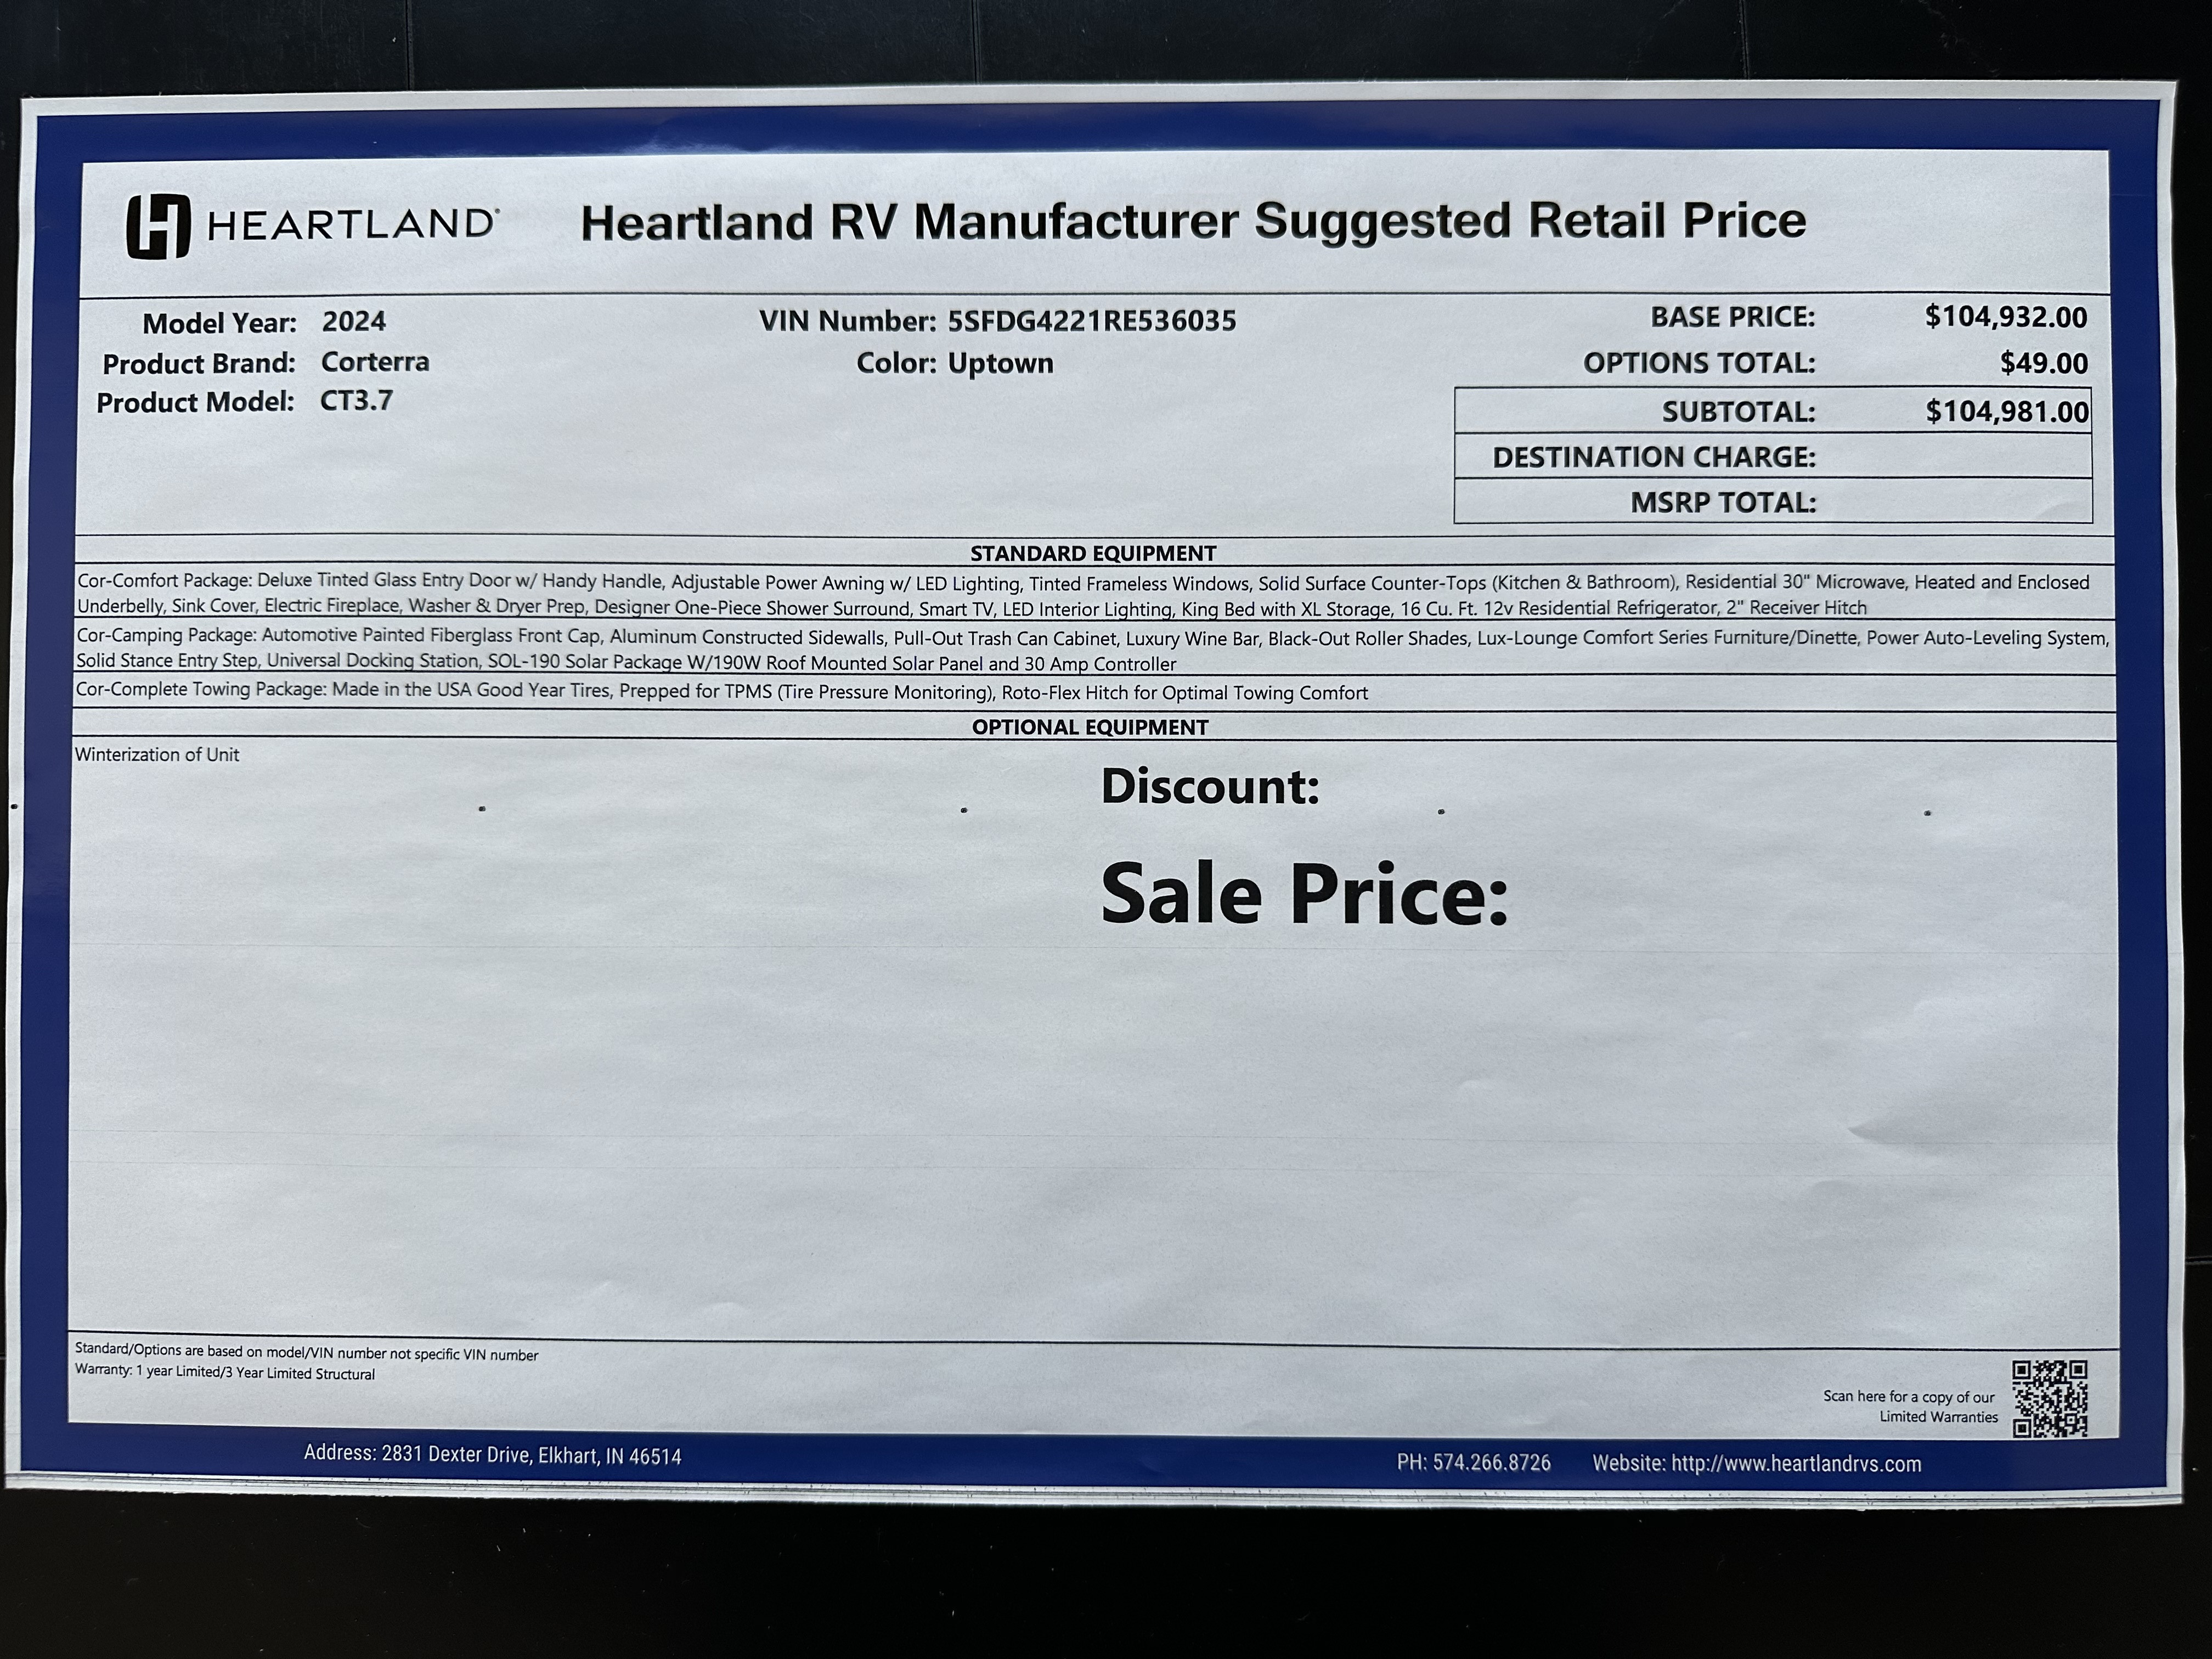 HEARTLAND
Heartland RV Manufacturer Suggested Retail Price
Model Year: 2024
Product Brand: Corterra
Product Model: CT3.7
VIN Number: 5SFDG4221RE536035
Color: Uptown
BASE PRICE: $104,932.00
OPTIONS TOTAL: $49.00
SUBTOTAL: $104,981.00
DESTINATION CHARGE:
MSRP TOTAL:
STANDARD EQUIPMENT
Cor-Comfort Package: Deluxe Tinted Glass Entry Door w/ Handy Handle, Adjustable Power Awning w/ LED Lighting, Tinted Frameless Windows, Solid Surface Counter-Tops (Kitchen & Bathroom), Residential 30" Microwave, Heated and Enclosed
Underbelly, Sink Cover, Electric Fireplace, Washer & Dryer Prep, Designer One-Piece Shower Surround, Smart TV, LED Interior Lighting, King Bed with XL Storage, 16 Cu. Ft. 12v Residential Refrigerator, 2" Receiver Hitch
Cor-Camping Package: Automotive Painted Fiberglass Front Cap, Aluminum Constructed Sidewalls, Pull-Out Trash Can Cabinet, Luxury Wine Bar, Black-Out Roller Shades, Lux-Lounge Comfort Series Furniture/Dinette, Power Auto-Leveling System,
Solid Stance Entry Step, Universal Docking Station, SOL-190 Solar Package W/190W Roof Mounted Solar Panel and 30 Amp Controller
Cor-Complete Towing Package: Made in the USA Good Year Tires, Prepped for TPMS (Tire Pressure Monitoring), Roto-Flex Hitch for Optimal Towing Comfort
OPTIONAL EQUIPMENT
Winterization of Unit
Discount:
Sale Price:
Standard/Options are based on model/VIN number not specific VIN number
Warranty: 1 year Limited/3 Year Limited Structural
Scan here for a copy of our
Limited Warranties
Address: 2831 Dexter Drive, Elkhart, IN 46514
PH: 574.266.8726
Website: http://www.heartlandrvs.com